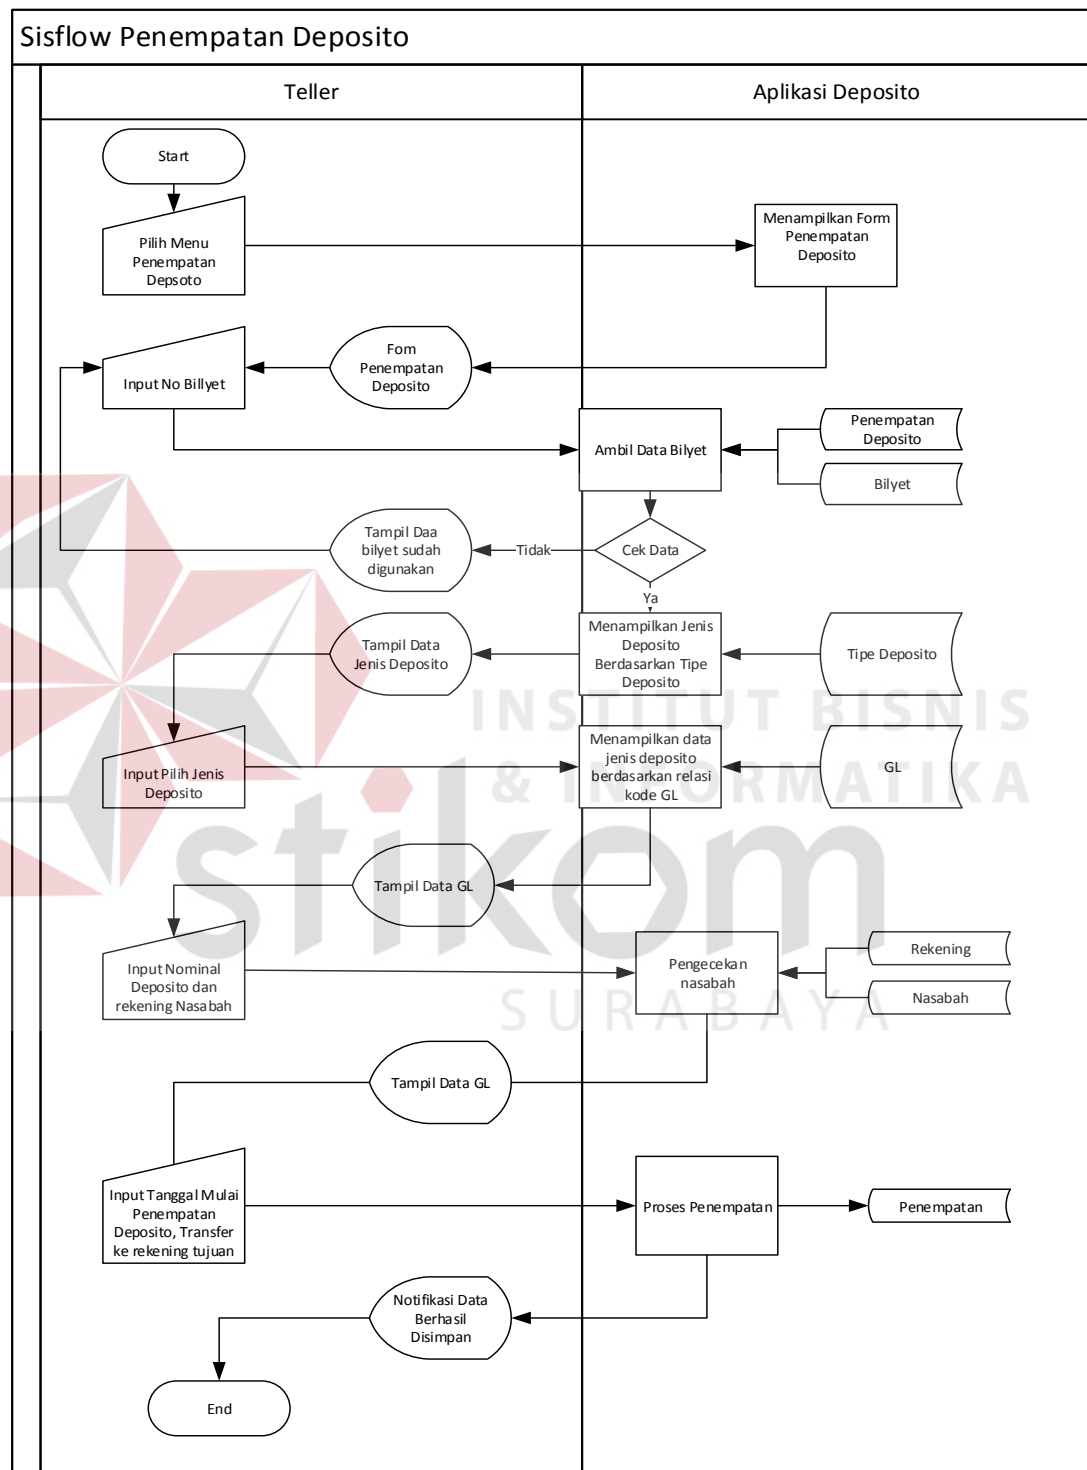 Sisflow Penempatan Deposito
Teller
Aplikasi Deposito
Start
Pilih Menu
Penempatan
Depsoto
Menampilkan Form
Penempatan
Deposito
Fom
Penempatan
Deposito
Input No Billyet
Ambil Data Bilyet
Penempatan
Deposito
Bilyet
Cek Data
Tidak
Tampil Daa
bilyet sudah
digunakan
Ya
Menampilkan Jenis
Deposito
Berdasarkan Tipe
Deposito
Tipe Deposito
Tampil Data
Jenis Deposito
Input Pilih Jenis
Deposito
Menampilkan data
jenis deposito
berdasarkan relasi
kode GL
GL
Tampil Data GL
Input Nominal
Deposito dan
rekening Nasabah
Pengecekan
nasabah
Rekening
Nasabah
Tampil Data GL
Input Tanggal Mulai
Penempatan
Deposito, Transfer
ke rekening tujuan
Proses Penempatan
Penempatan
Notifikasi Data
Berhasil
Disimpan
End
INSTITUT BISNIS
& INFORMATIKA
stikom
SURABAYA